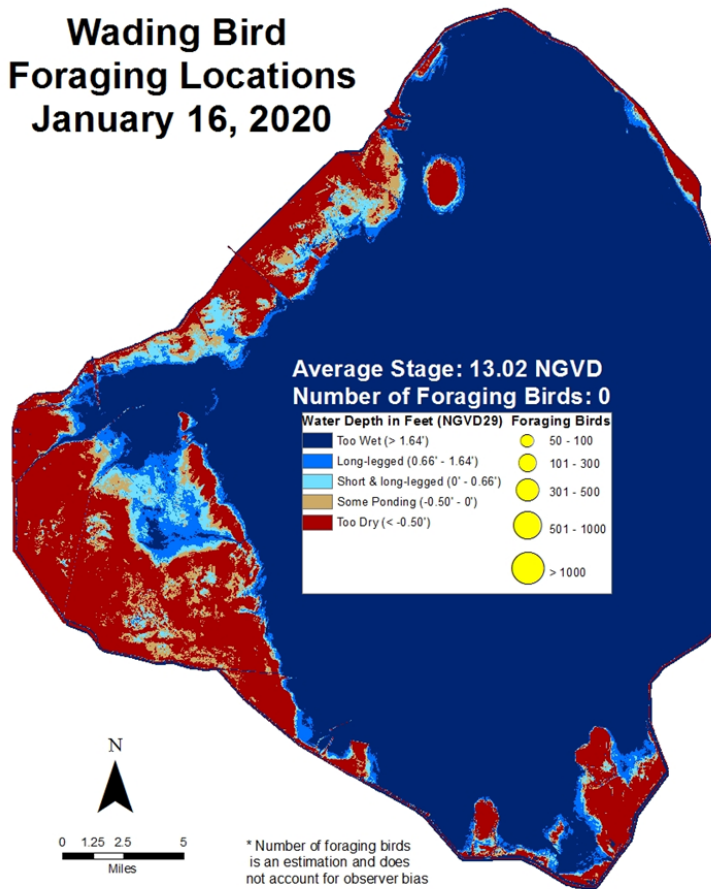 Wading Bird
Foraging Locations
January 16, 2020
Average Stage: 13.02 NGVD
Number of Foraging Birds: 0
Water Depth in Feet (NGVD29) Foraging Birds
Too Wet (> 1.64') 50 - 100
Long-legged (0.66' - 1.64') 101 - 300
Short & long-legged (0' - 0.66') 301 - 500
Some Ponding (-0.50' - 0') 501 - 1000
Too Dry (< -0.50') > 1000
N
0 1.25 2.5 5
Miles
* Number of foraging birds
is an estimation and does
not account for observer bias